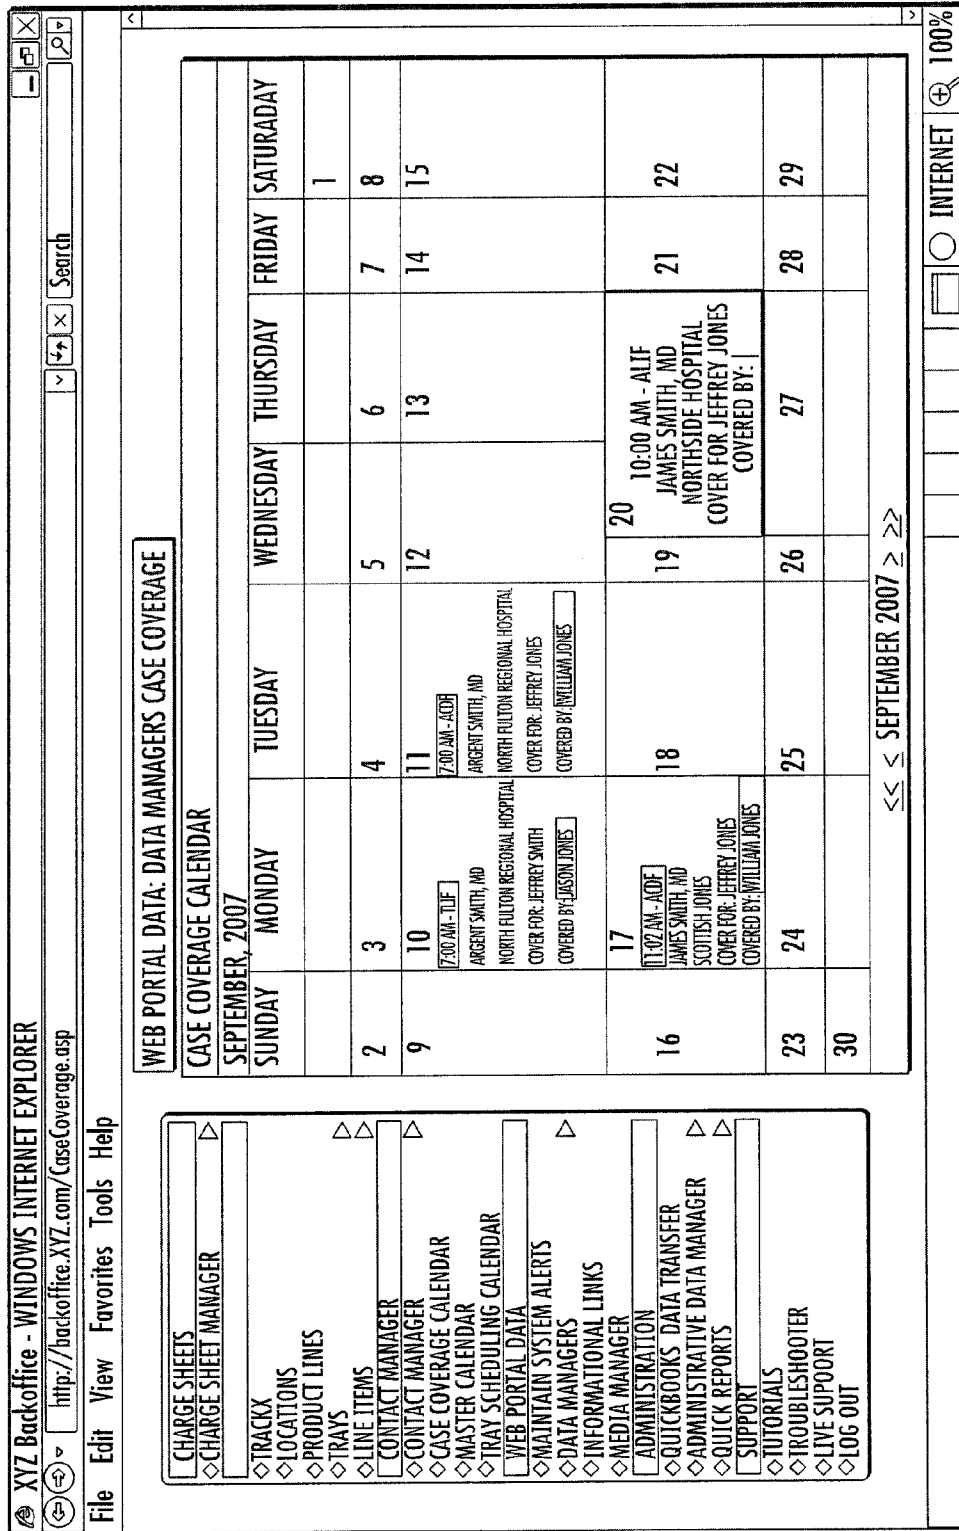 XYZ Backoffice - WINDOWS INTERNET EXPLORER
http://backoffice.XYZ.com/CaseCoverage.asp
Search
File Edit View Favorites Tools Help
CHARGE SHEETS
CHARGE SHEET MANAGER
TRACKX
LOCATIONS
PRODUCT LINES
TRAYS
LINE ITEMS
CONTACT MANAGER
CONTACT MANAGER
CASE COVERAGE CALENDAR
MASTER CALENDAR
TRAY SCHEDULING CALENDAR
WEB PORTAL DATA
MAINTAIN SYSTEM ALERTS
DATA MANAGERS
INFORMATIONAL LINKS
MEDIA MANAGER
ADMINISTRATION
QUICKBOOKS DATA TRANSFER
ADMINISTRATIVE DATA MANAGER
QUICK REPORTS
SUPPORT
TUTORIALS
TROUBLESHOOTER
LIVE SUPORT
LOG OUT
WEB PORTAL DATA: DATA MANAGERS CASE COVERAGE
CASE COVERAGE CALENDAR
SEPTEMBER, 2007
SUNDAY MONDAY TUESDAY WEDNESDAY THURSDAY FRIDAY SATURADAY
1
2 3 4 5 6 7 8
9 10 11 12 13 14 15
7:00 AM - TLIF
ARGENT SMITH, MD
NORTH FULTON REGIONAL HOSPITAL
COVER FOR: JEFFREY SMITH
COVERED BY: JASON JONES
7:00 AM - ACDF
ARGENT SMITH, MD
NORTH FULTON REGIONAL HOSPITAL
COVER FOR: JEFFREY JONES
COVERED BY: WILLIAM JONES
16 17 18 19 20 21 22
11:02 AM - ACDF
JAMES SMITH, MD
SCOTTISH JONES
COVER FOR: JEFFREY JONES
COVERED BY: WILLIAM JONES
10:00 AM - ALIF
JAMES SMITH, MD
NORTHSIDE HOSPITAL
COVER FOR JEFFREY JONES
COVERED BY:
23 24 25 26 27 28 29
30
<< < SEPTEMBER 2007 > >>
INTERNET 100%